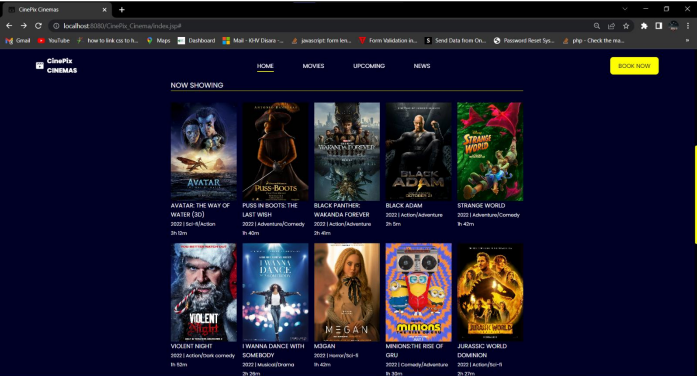 CinePix Cinemas
localhost:8080/CinePix_Cinema/index.jsp#
Gmail YouTube how to link css to h... Maps Dashboard Mail - KHV Disara -... javascript: form len... Form Validation in... Send Data from On... Password Reset Sys... php - Check the ma...
CinePix
CINEMAS
HOME MOVIES UPCOMING NEWS BOOK NOW
NOW SHOWING
AVATAR
PUSS BOOTS
WAKANDA FOREVER
BLACK
ADAM
STRANGE
WORLD
AVATAR: THE WAY OF
WATER (3D)
2022 | Sci-fi/Action
3h 12m
PUSS IN BOOTS: THE
LAST WISH
2022 | Adventure/Comedy
1h 40m
BLACK PANTHER:
WAKANDA FOREVER
2022 | Action/Adventure
2h 41m
BLACK ADAM
2022 | Action/Adventure
2h 5m
STRANGE WORLD
2022 | Adventure/Comedy
1h 42m
VIOLENT
Night
I WANNA
DANCE
M3GAN
minions
JURASSIC WORLD
VIOLENT NIGHT
2022 | Action/Dark comedy
1h 52m
I WANNA DANCE WITH
SOMEBODY
2022 | Musical/Drama
2h 26m
M3GAN
2022 | Horror/Sci-fi
1h 42m
MINIONS:THE RISE OF
GRU
2022 | Comedy/Adventure
1h 30m
JURASSIC WORLD
DOMINION
2022 | Action/Sci-fi
2h 27m